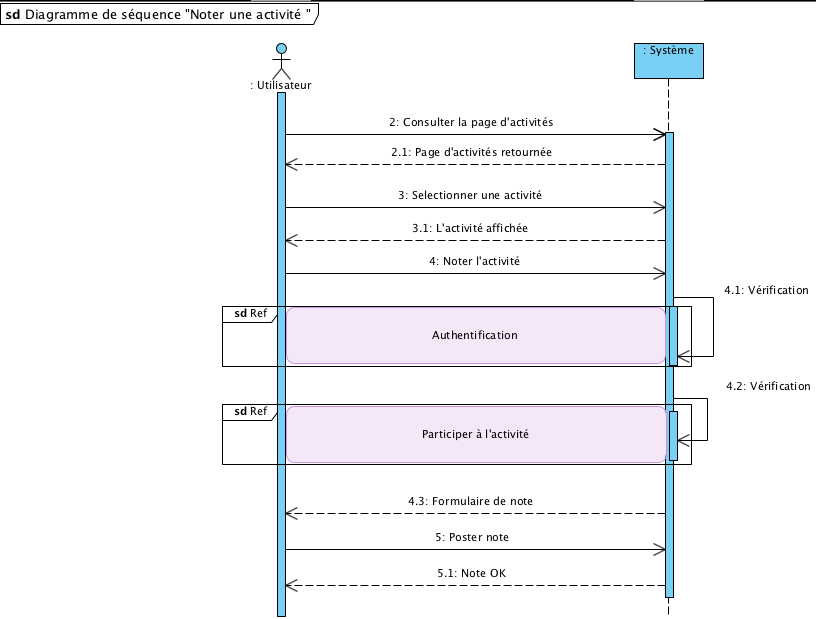 sd Diagramme de séquence "Noter une activité "
: Utilisateur
: Système
2: Consulter la page d'activités
2.1: Page d'activités retournée
3: Selectionner une activité
3.1: L'activité affichée
4: Noter l'activité
4.1: Vérification
sd Ref
Authentification
4.2: Vérification
sd Ref
Participer à l'activité
4.3: Formulaire de note
5: Poster note
5.1: Note OK